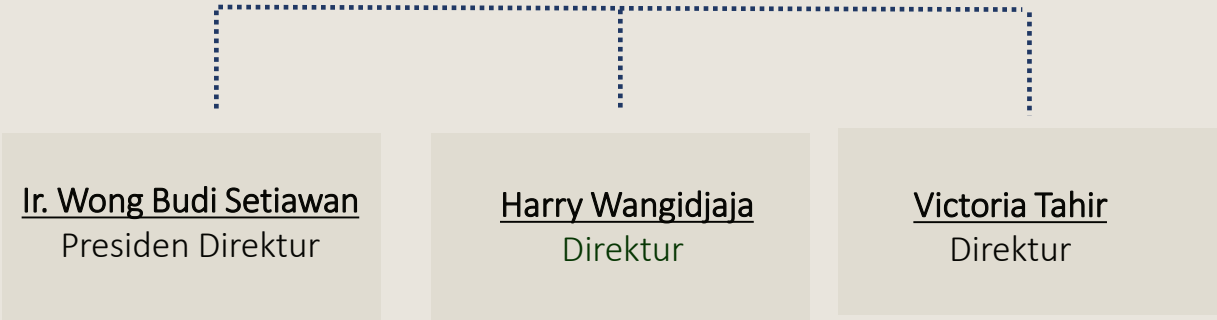 Ir. Wong Budi Setiawan
Presiden Direktur
Harry Wangidjaja
Direktur
Victoria Tahir
Direktur